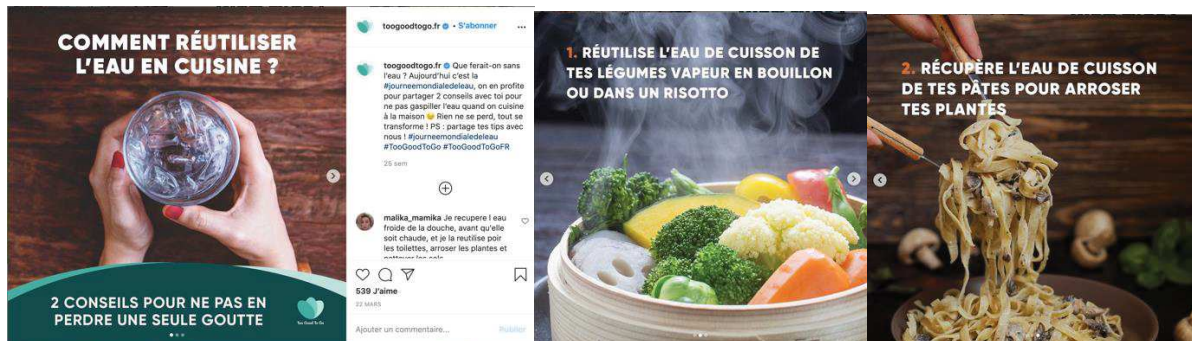 COMMENT RÉUTILISER
L'EAU EN CUISINE ?
2 CONSEILS POUR NE PAS EN
PERDRE UNE SEULE GOUTTE
Too Good To Go
toogoodtogo.fr • S'abonner
toogoodtogo.fr Que ferait-on sans
l'eau ? Aujourd'hui c'est la
#journeemondialedeleau, on en profite
pour partager 2 conseils avec toi pour
ne pas gaspiller l'eau quand on cuisine
à la maison 😉 Rien ne se perd, tout se
transforme ! PS : partage tes tips avec
nous ! #journeemondialedeleau
#TooGoodToGo #TooGoodToGoFR
25 sem
malika_mamika Je recupere l eau
froide de la douche, avant qu'elle
soit chaude, et je la reutilise poir
les toilettes, arroser les plantes et
539 J'aime
22 MARS
Ajouter un commentaire...
Publier
1. RÉUTILISE L'EAU DE CUISSON DE
TES LÉGUMES VAPEUR EN BOUILLON
OU DANS UN RISOTTO
2. RÉCUPÈRE L'EAU DE CUISSON
DE TES PÂTES POUR ARROSER
TES PLANTES